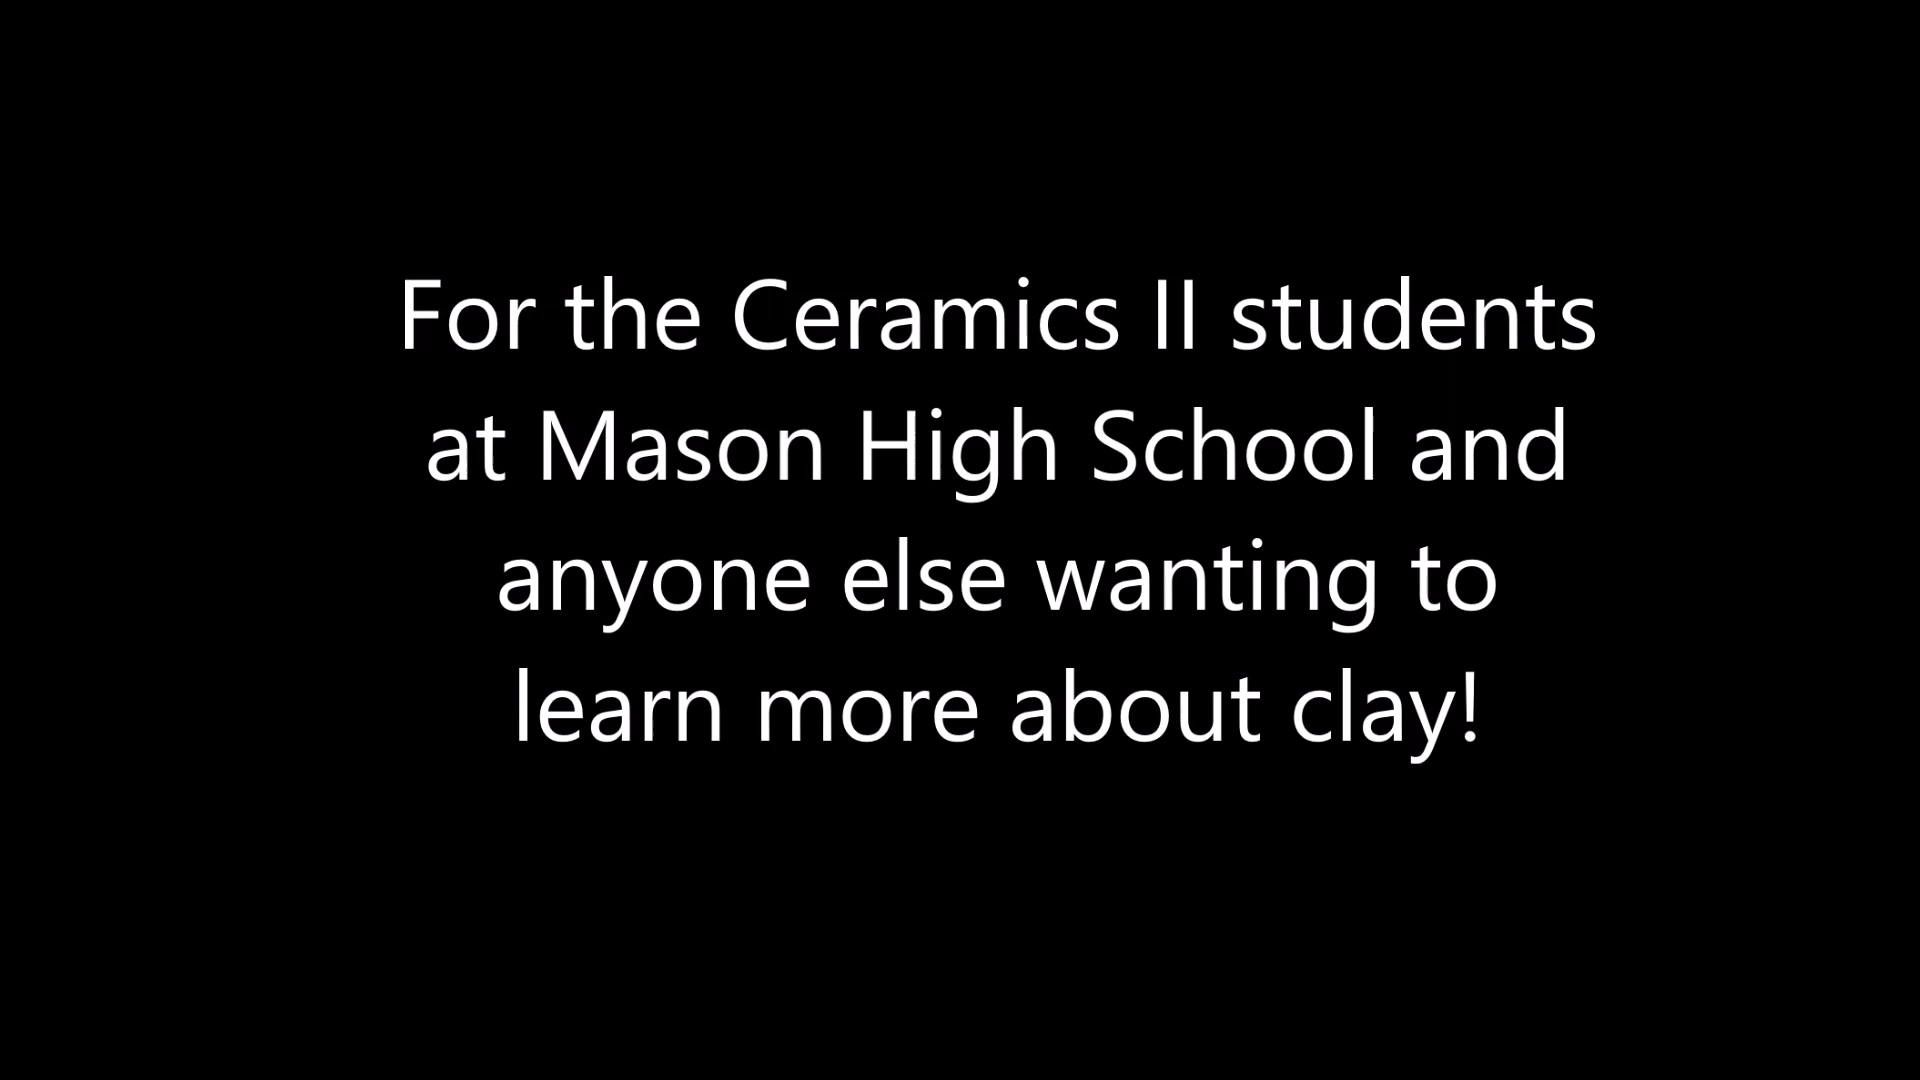 For the Ceramics II students
at Mason High School and
anyone else wanting to
learn more about clay!